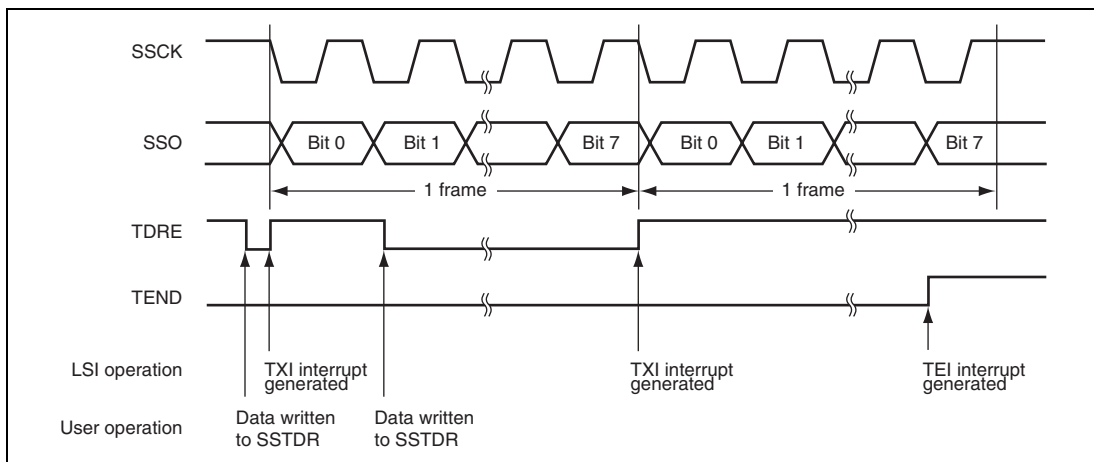 SSCK
SSO
Bit 0
Bit 1
Bit 7
Bit 0
Bit 1
Bit 7
1 frame
1 frame
TDRE
TEND
LSI operation
TXI interrupt
generated
TXI interrupt
generated
TEI interrupt
generated
User operation
Data written
to SSTDR
Data written
to SSTDR